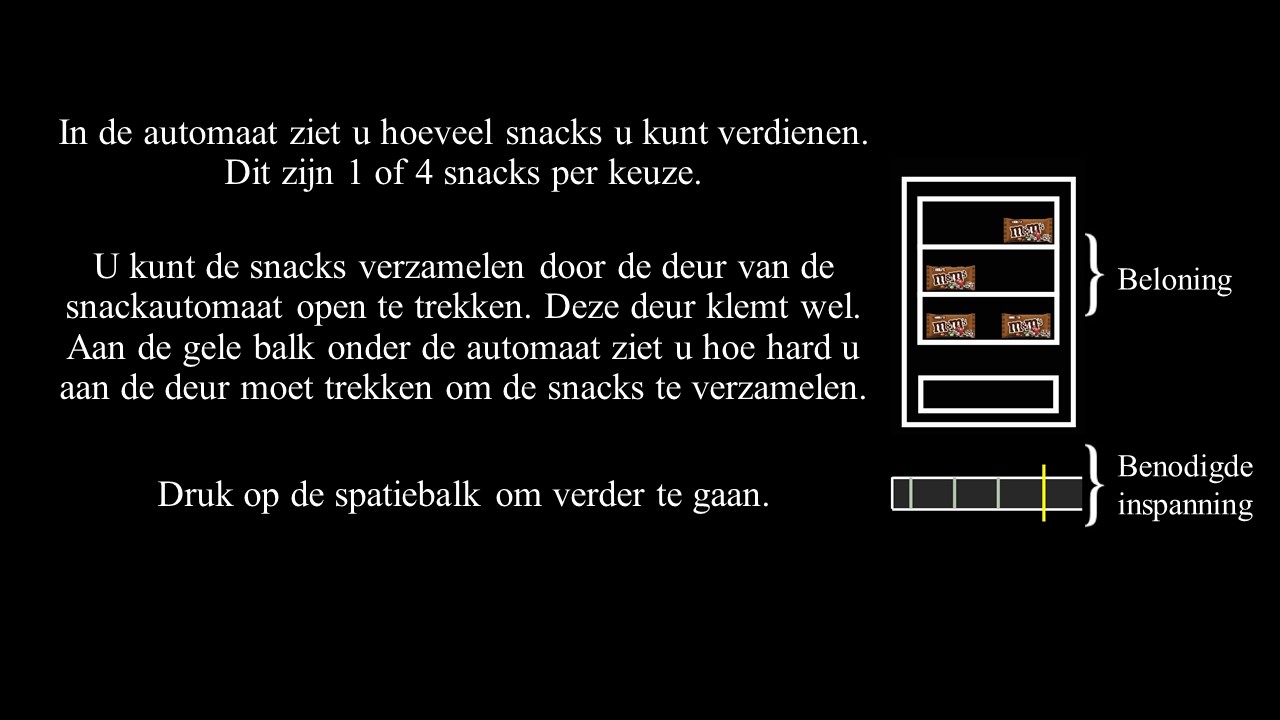 In de automaat ziet u hoeveel snacks u kunt verdienen.
Dit zijn 1 of 4 snacks per keuze.
U kunt de snacks verzamelen door de deur van de
snackautomaat open te trekken. Deze deur klemt wel.
Aan de gele balk onder de automaat ziet u hoe hard u
aan de deur moet trekken om de snacks te verzamelen.
Druk op de spatiebalk om verder te gaan.
m&m's
m&m's
m&m's
m&m's
Beloning
Benodigde
inspanning